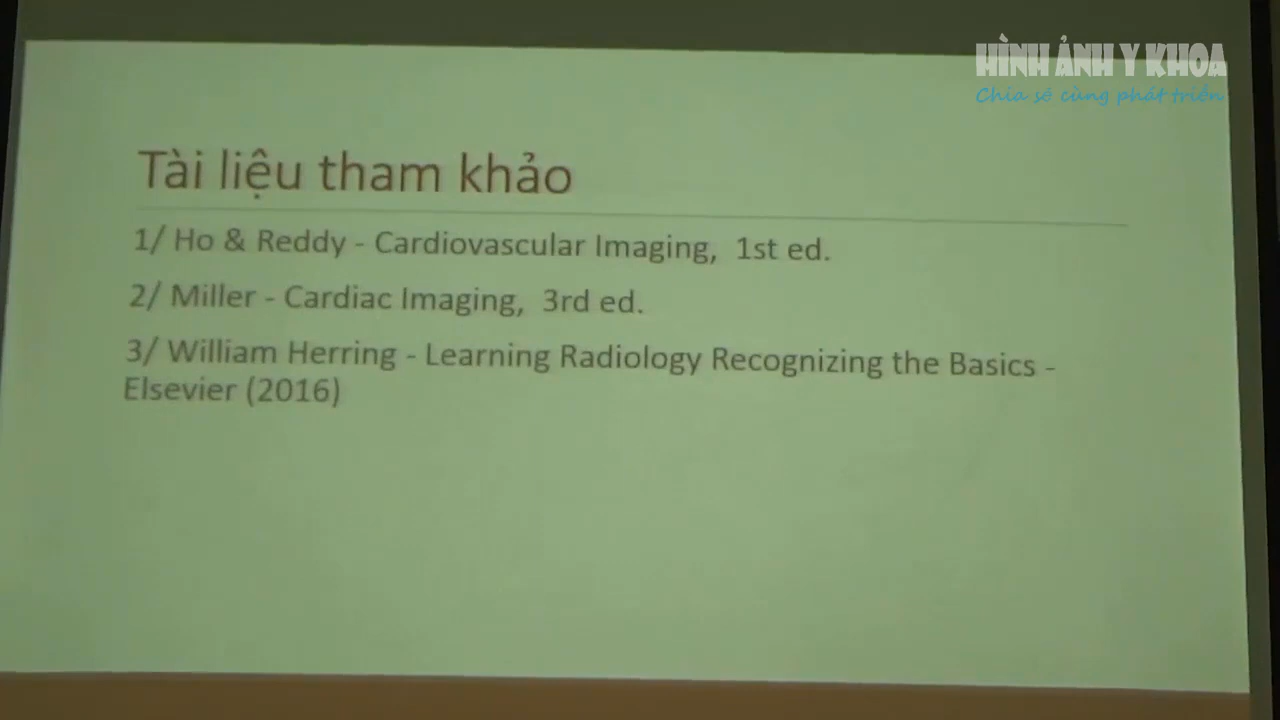 HÌNH ẢNH Y KHOA
Chia sẻ cùng phát triển
Tài liệu tham khảo
1/ Ho & Reddy - Cardiovascular Imaging, 1st ed.
2/ Miller - Cardiac Imaging, 3rd ed.
3/ William Herring - Learning Radiology Recognizing the Basics -
Elsevier (2016)